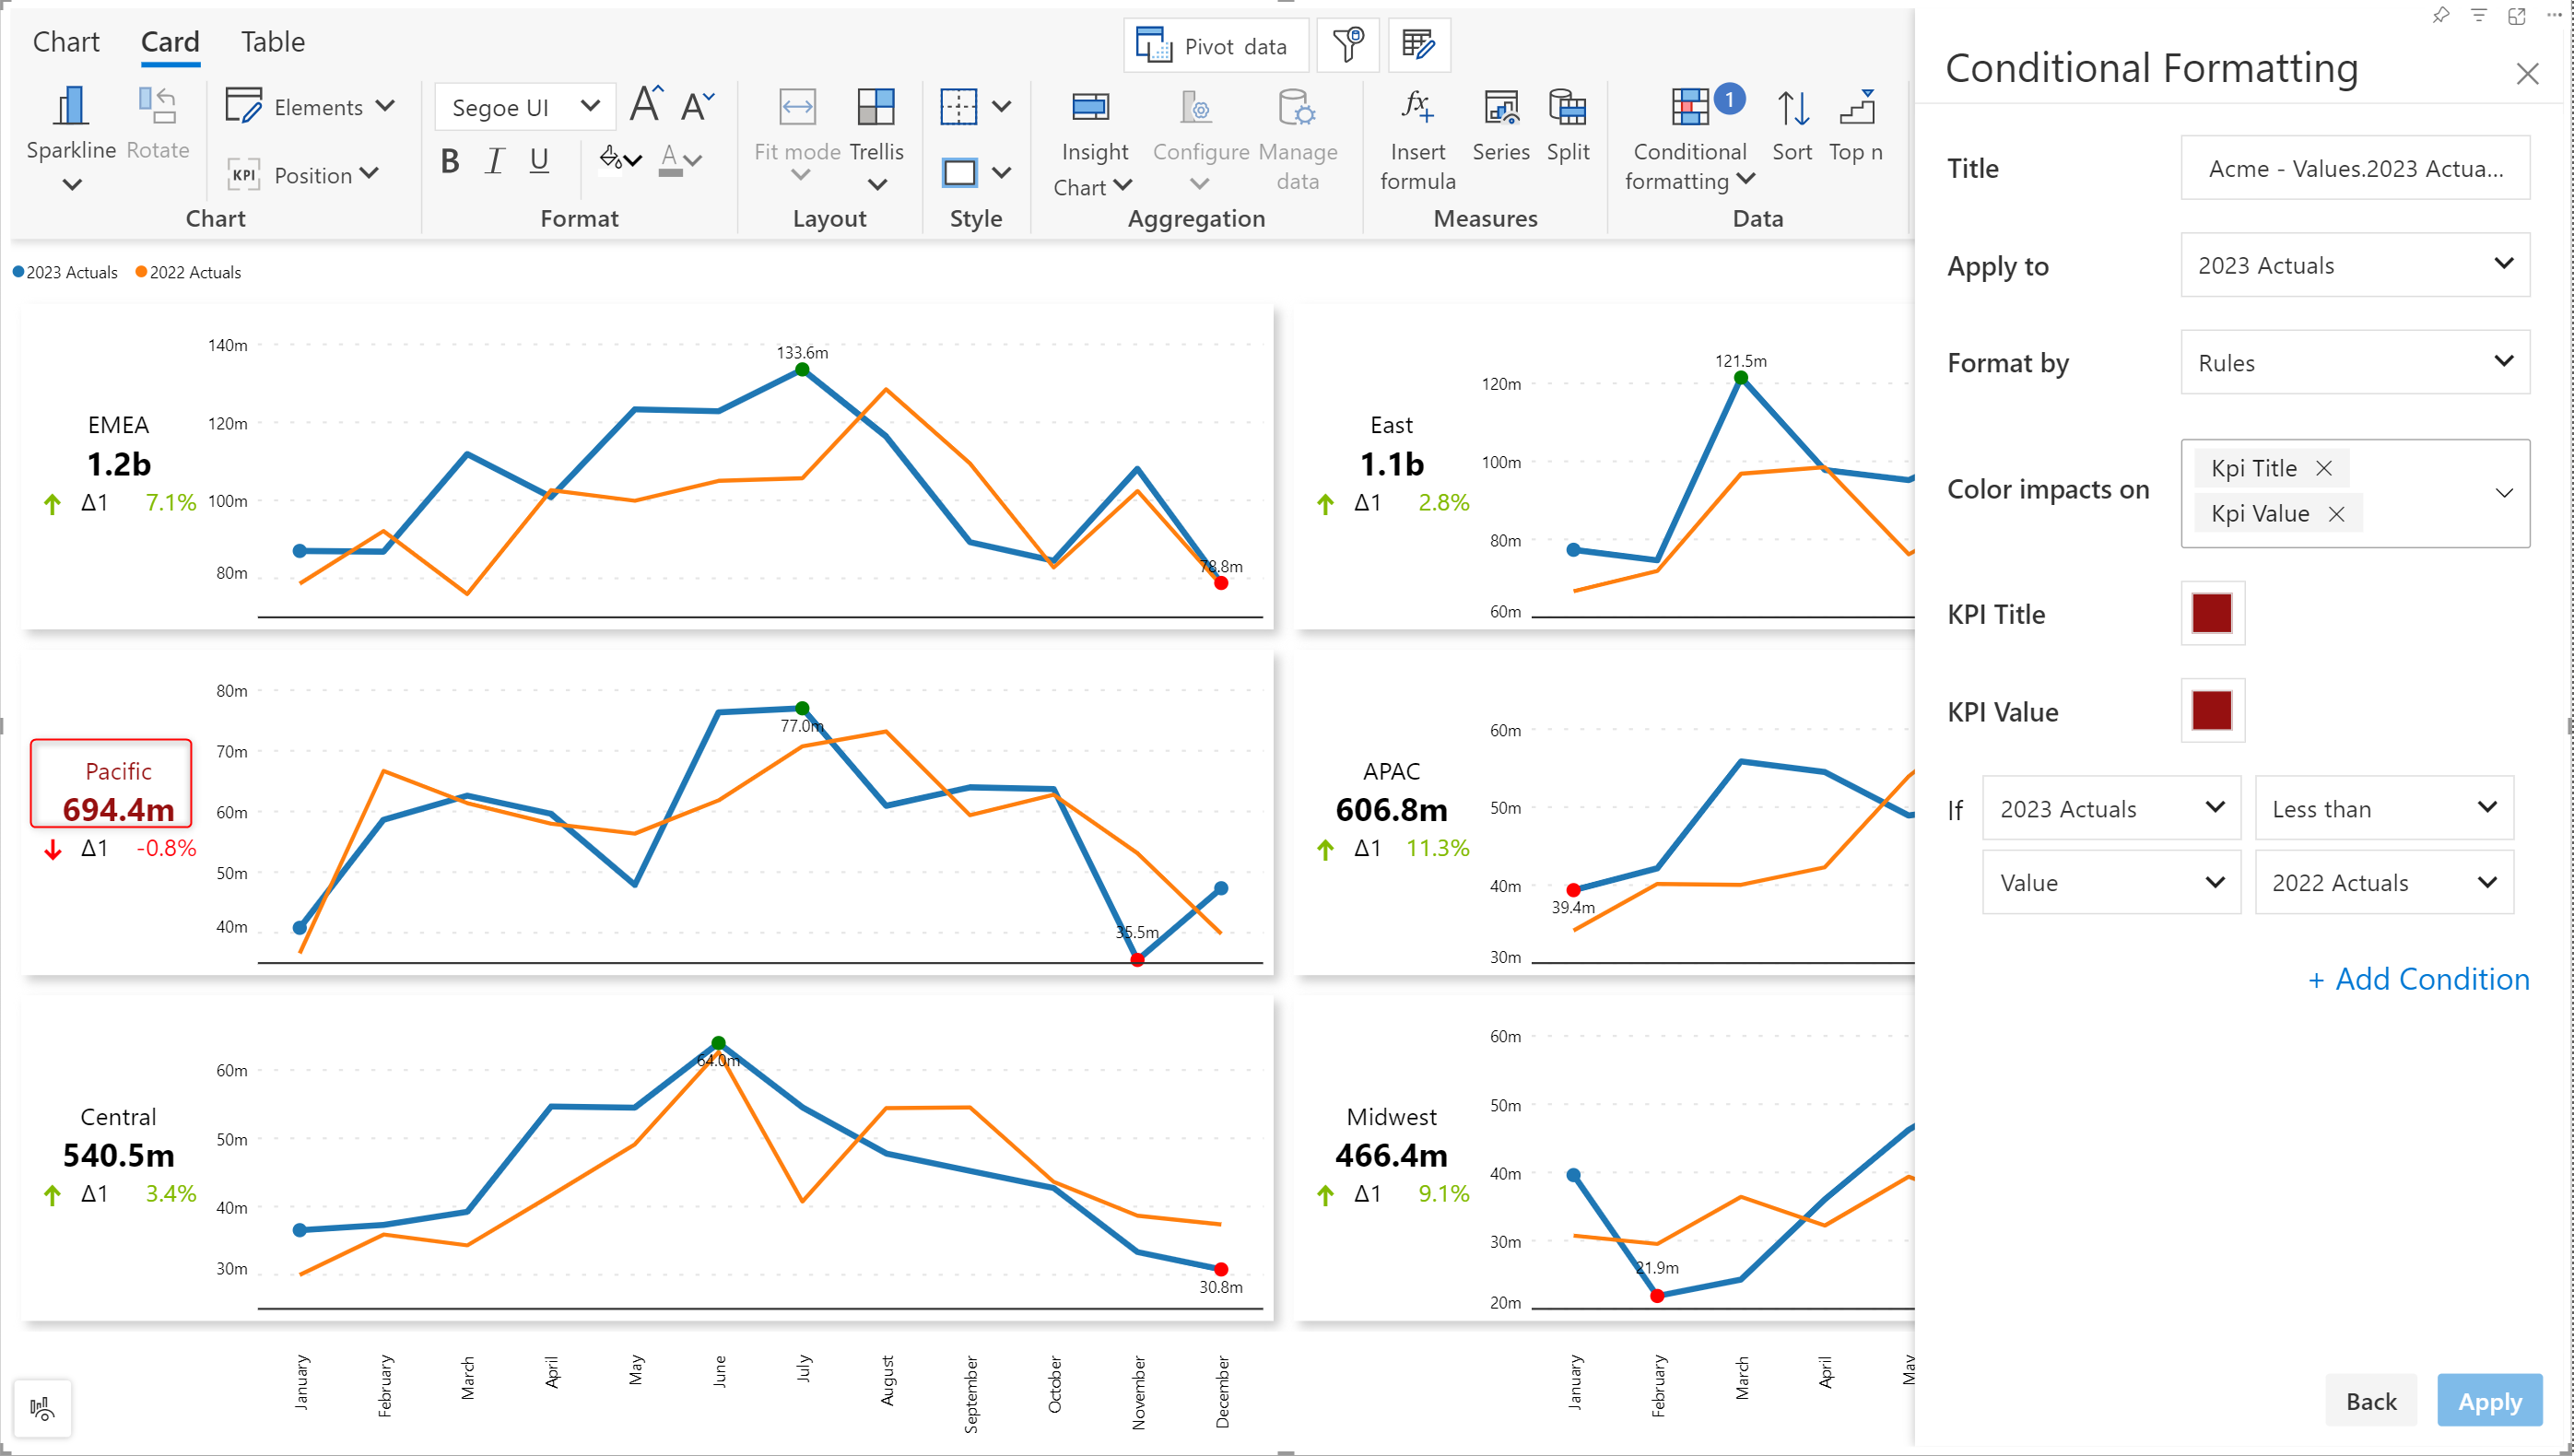 Chart Card Table
Pivot data
Sparkline
Rotate
Elements
KPI Position
Chart
Segoe UI
A A
B I U A
Format
Fit mode
Trellis
Layout
Style
Insight
Chart
Configure
Manage
data
Aggregation
fx
Insert
formula
Series
Split
Measures
1
Conditional
formatting
Sort
Top n
Data
2023 Actuals 2022 Actuals
EMEA
1.2b
Δ1 7.1%
140m
120m
100m
80m
133.6m
78.8m
East
1.1b
Δ1 2.8%
120m
100m
80m
60m
121.5m
Pacific
694.4m
Δ1 -0.8%
80m
70m
60m
50m
40m
77.0m
35.5m
APAC
606.8m
Δ1 11.3%
60m
50m
40m
30m
39.4m
Central
540.5m
Δ1 3.4%
60m
50m
40m
30m
64.0m
30.8m
Midwest
466.4m
Δ1 9.1%
60m
50m
40m
30m
20m
21.9m
January
February
March
April
May
June
July
August
September
October
November
December
January
February
March
April
May
Conditional Formatting
Title
Acme - Values.2023 Actua...
Apply to
2023 Actuals
Format by
Rules
Color impacts on
Kpi Title
Kpi Value
KPI Title
KPI Value
If 2023 Actuals Less than
Value 2022 Actuals
+ Add Condition
Back Apply